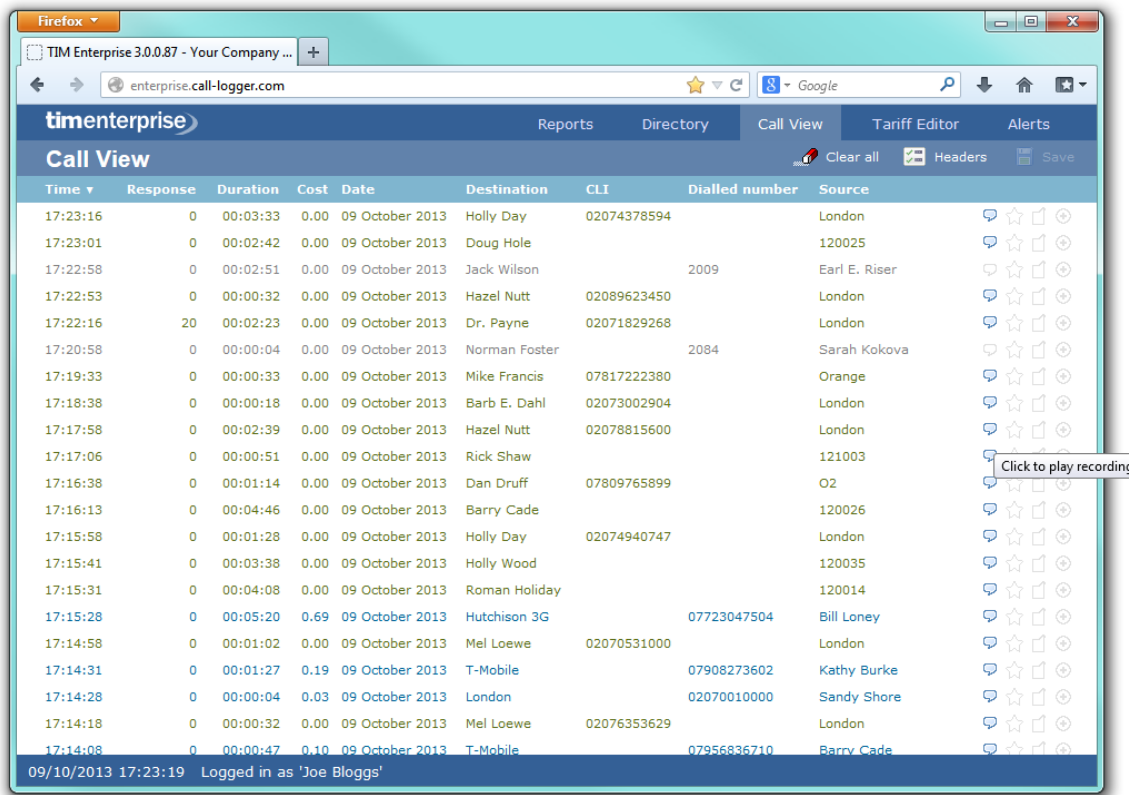 Firefox ▼
TIM Enterprise 3.0.0.87 - Your Company ... +
enterprise.call-logger.com 8 Google
timenterprise Reports Directory Call View Tariff Editor Alerts
Call View Clear all Headers Save
Time ▼ Response Duration Cost Date Destination CLI Dialled number Source
17:23:16 0 00:03:33 0.00 09 October 2013 Holly Day 02074378594 London
17:23:01 0 00:02:42 0.00 09 October 2013 Doug Hole 120025
17:22:58 0 00:02:51 0.00 09 October 2013 Jack Wilson 2009 Earl E. Riser
17:22:53 0 00:00:32 0.00 09 October 2013 Hazel Nutt 02089623450 London
17:22:16 20 00:02:23 0.00 09 October 2013 Dr. Payne 02071829268 London
17:20:58 0 00:00:04 0.00 09 October 2013 Norman Foster 2084 Sarah Kokova
17:19:33 0 00:00:33 0.00 09 October 2013 Mike Francis 07817222380 Orange
17:18:38 0 00:00:18 0.00 09 October 2013 Barb E. Dahl 02073002904 London
17:17:58 0 00:02:39 0.00 09 October 2013 Hazel Nutt 02078815600 London
17:17:06 0 00:00:51 0.00 09 October 2013 Rick Shaw 121003
Click to play recording
17:16:38 0 00:01:14 0.00 09 October 2013 Dan Druff 07809765899 O2
17:16:13 0 00:04:46 0.00 09 October 2013 Barry Cade 120026
17:15:58 0 00:01:28 0.00 09 October 2013 Holly Day 02074940747 London
17:15:41 0 00:03:38 0.00 09 October 2013 Holly Wood 120035
17:15:31 0 00:04:08 0.00 09 October 2013 Roman Holiday 120014
17:15:28 0 00:05:20 0.69 09 October 2013 Hutchison 3G 07723047504 Bill Loney
17:14:58 0 00:01:02 0.00 09 October 2013 Mel Loewe 02070531000 London
17:14:31 0 00:01:27 0.19 09 October 2013 T-Mobile 07908273602 Kathy Burke
17:14:28 0 00:00:04 0.03 09 October 2013 London 02070010000 Sandy Shore
17:14:18 0 00:00:32 0.00 09 October 2013 Mel Loewe 02076353629 London
17:14:08 0 00:00:47 0.10 09 October 2013 T-Mobile 07956836710 Barry Cade
09/10/2013 17:23:19 Logged in as 'Joe Bloggs'